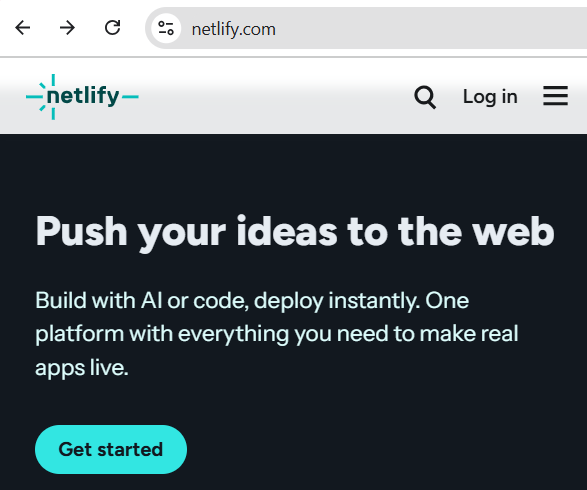 netlify.com
netlify
Log in
Push your ideas to the web
Build with AI or code, deploy instantly. One
platform with everything you need to make real
apps live.
Get started